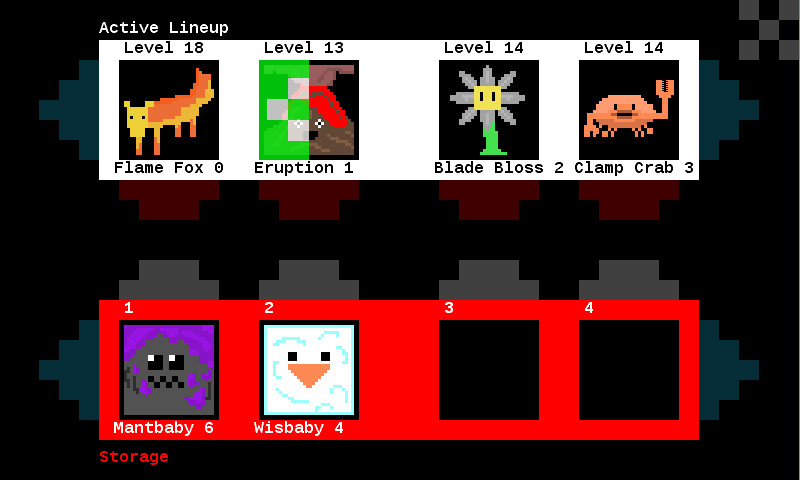 Active Lineup
Level 18 Level 13 Level 14 Level 14
Flame Fox 0 Eruption 1 Blade Bloss 2 Clamp Crab 3
1 2 3 4
Mantbaby 6 Wisbaby 4
Storage